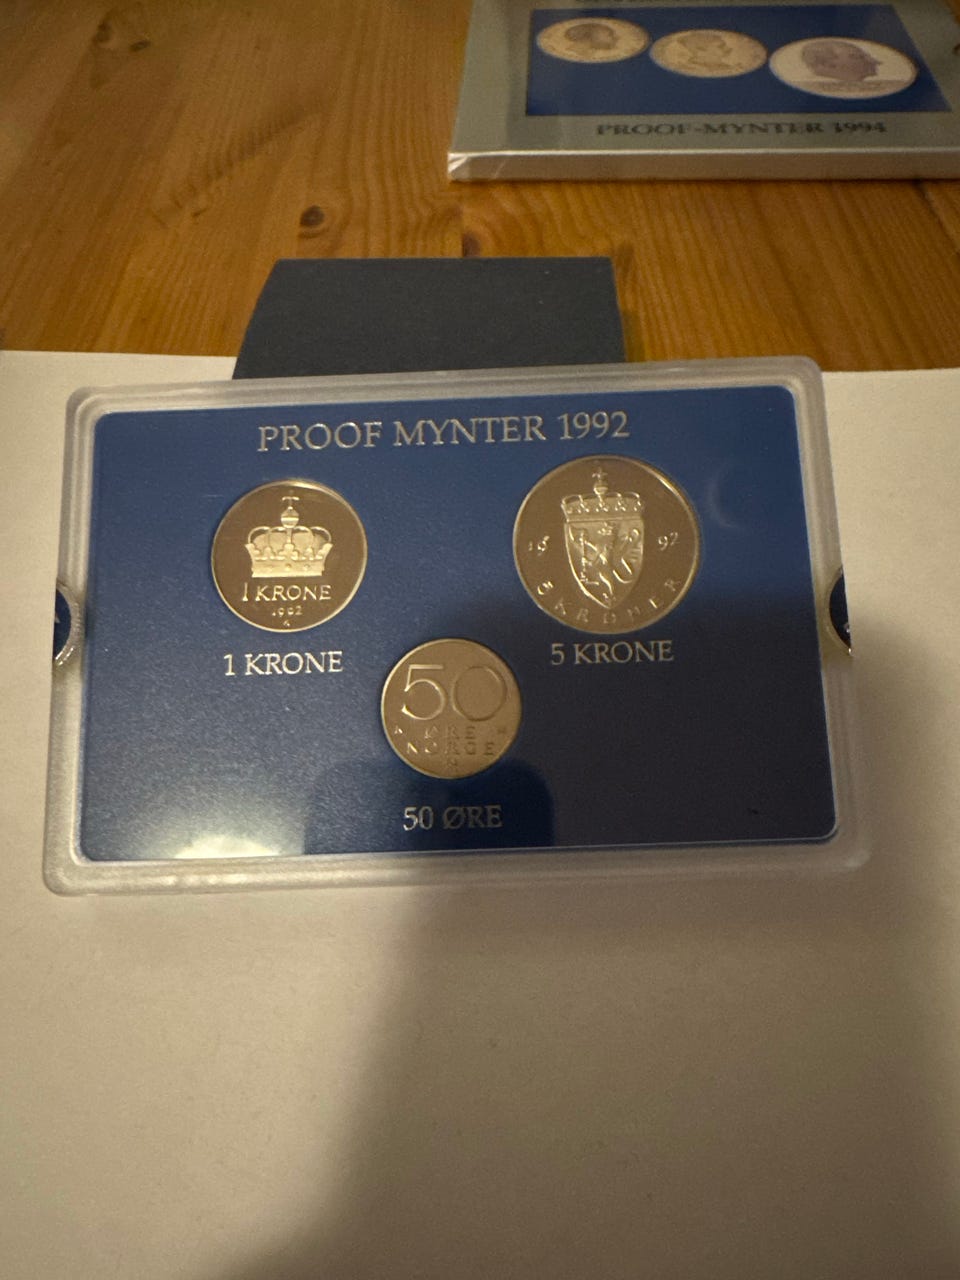 PROOF-MYNTER 1994
PROOF MYNTER 1992
1 KRONE
1992
K
92
5 KRONER
1 KRONE
5 KRONE
50
ØRE
NORGE
50 ØRE